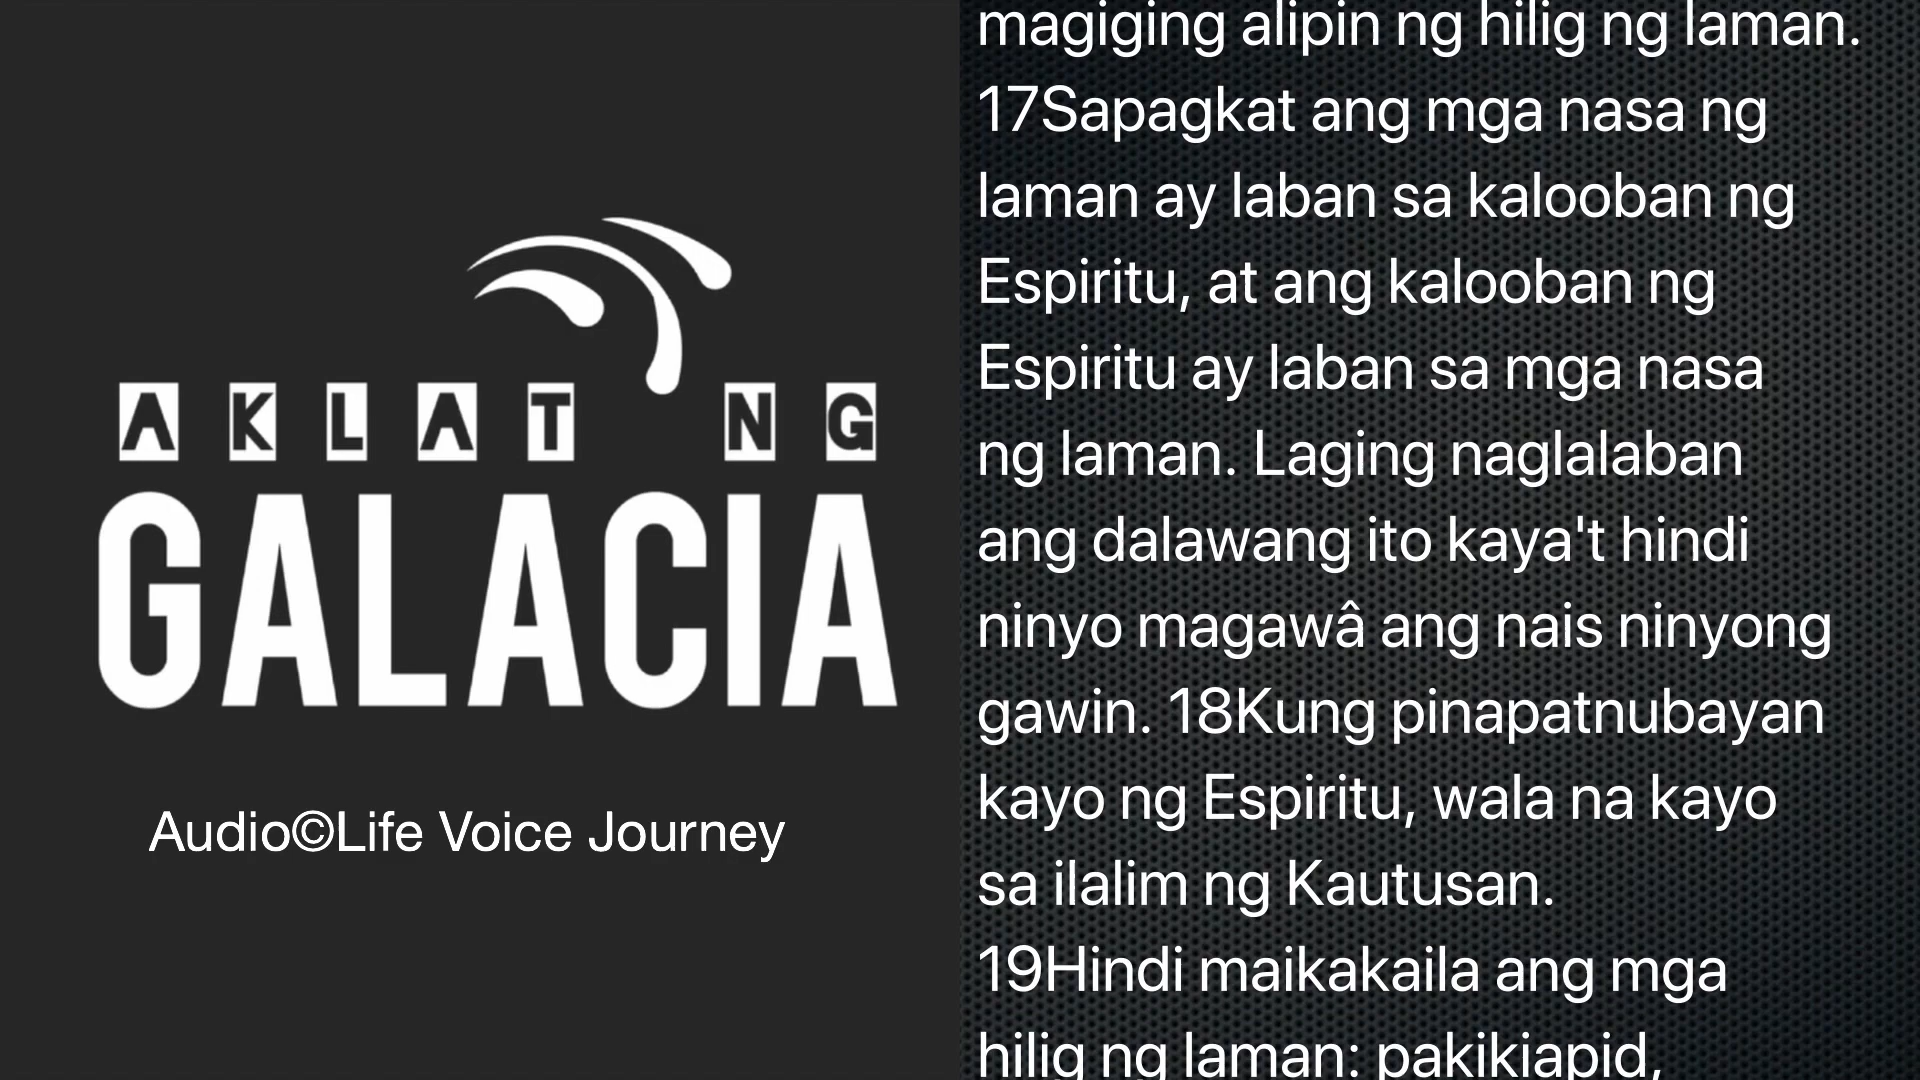 AKLAT NG
GALACIA
Audio©Life Voice Journey
magiging alipin ng hilig ng laman.
17Sapagkat ang mga nasa ng
laman ay laban sa kalooban ng
Espiritu, at ang kalooban ng
Espiritu ay laban sa mga nasa
ng laman. Laging naglalaban
ang dalawang ito kaya't hindi
ninyo magawâ ang nais ninyong
gawin. 18Kung pinapatnubayan
kayo ng Espiritu, wala na kayo
sa ilalim ng Kautusan.
19Hindi maikakaila ang mga
hilig ng laman: pakikiapid,